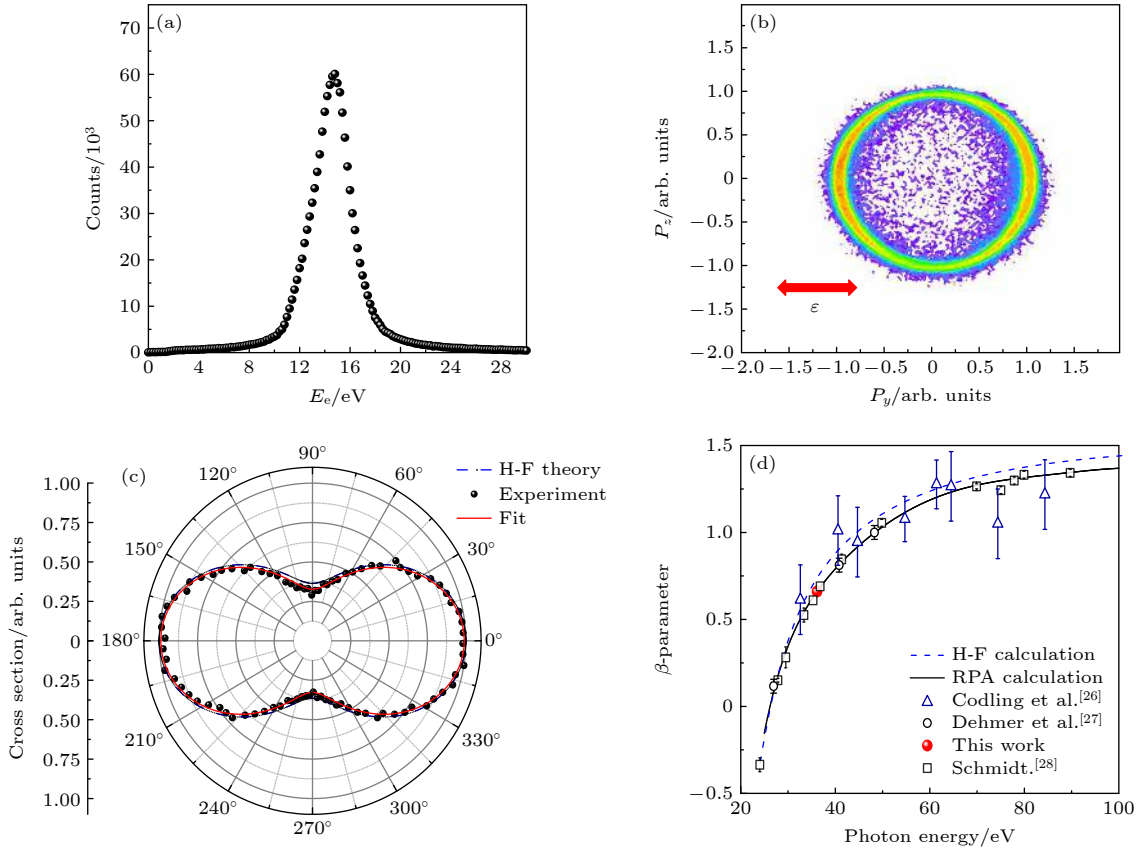 (a)
Counts/10³
70
60
50
40
30
20
10
0
0 4 8 12 16 20 24 28
Eₑ/eV
(b)
P_z/arb. units
1.5
1.0
0.5
0
−0.5
−1.0
−1.5
−2.0
−2.0 −1.5 −1.0 −0.5 0 0.5 1.0 1.5
ε
P_y/arb. units
(c)
Cross section/arb. units
1.00
0.75
0.50
0.25
0
0.25
0.50
0.75
1.00
90°
120° 60°
150° 30°
180° 0°
210° 330°
240° 300°
270°
H-F theory
Experiment
Fit
(d)
β-parameter
1.5
1.0
0.5
0
−0.5
20 40 60 80 100
Photon energy/eV
H-F calculation
RPA calculation
Codling et al.[26]
Dehmer et al.[27]
This work
Schmidt.[28]